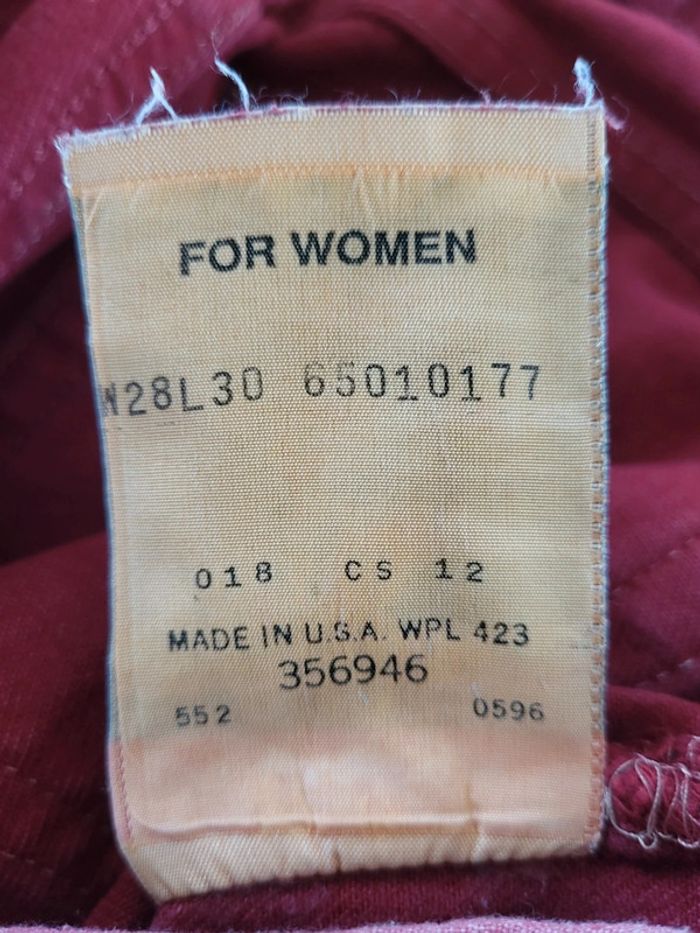 FOR WOMEN
W28L30 65010177
018 CS 12
MADE IN U.S.A. WPL 423
356946
552 0596